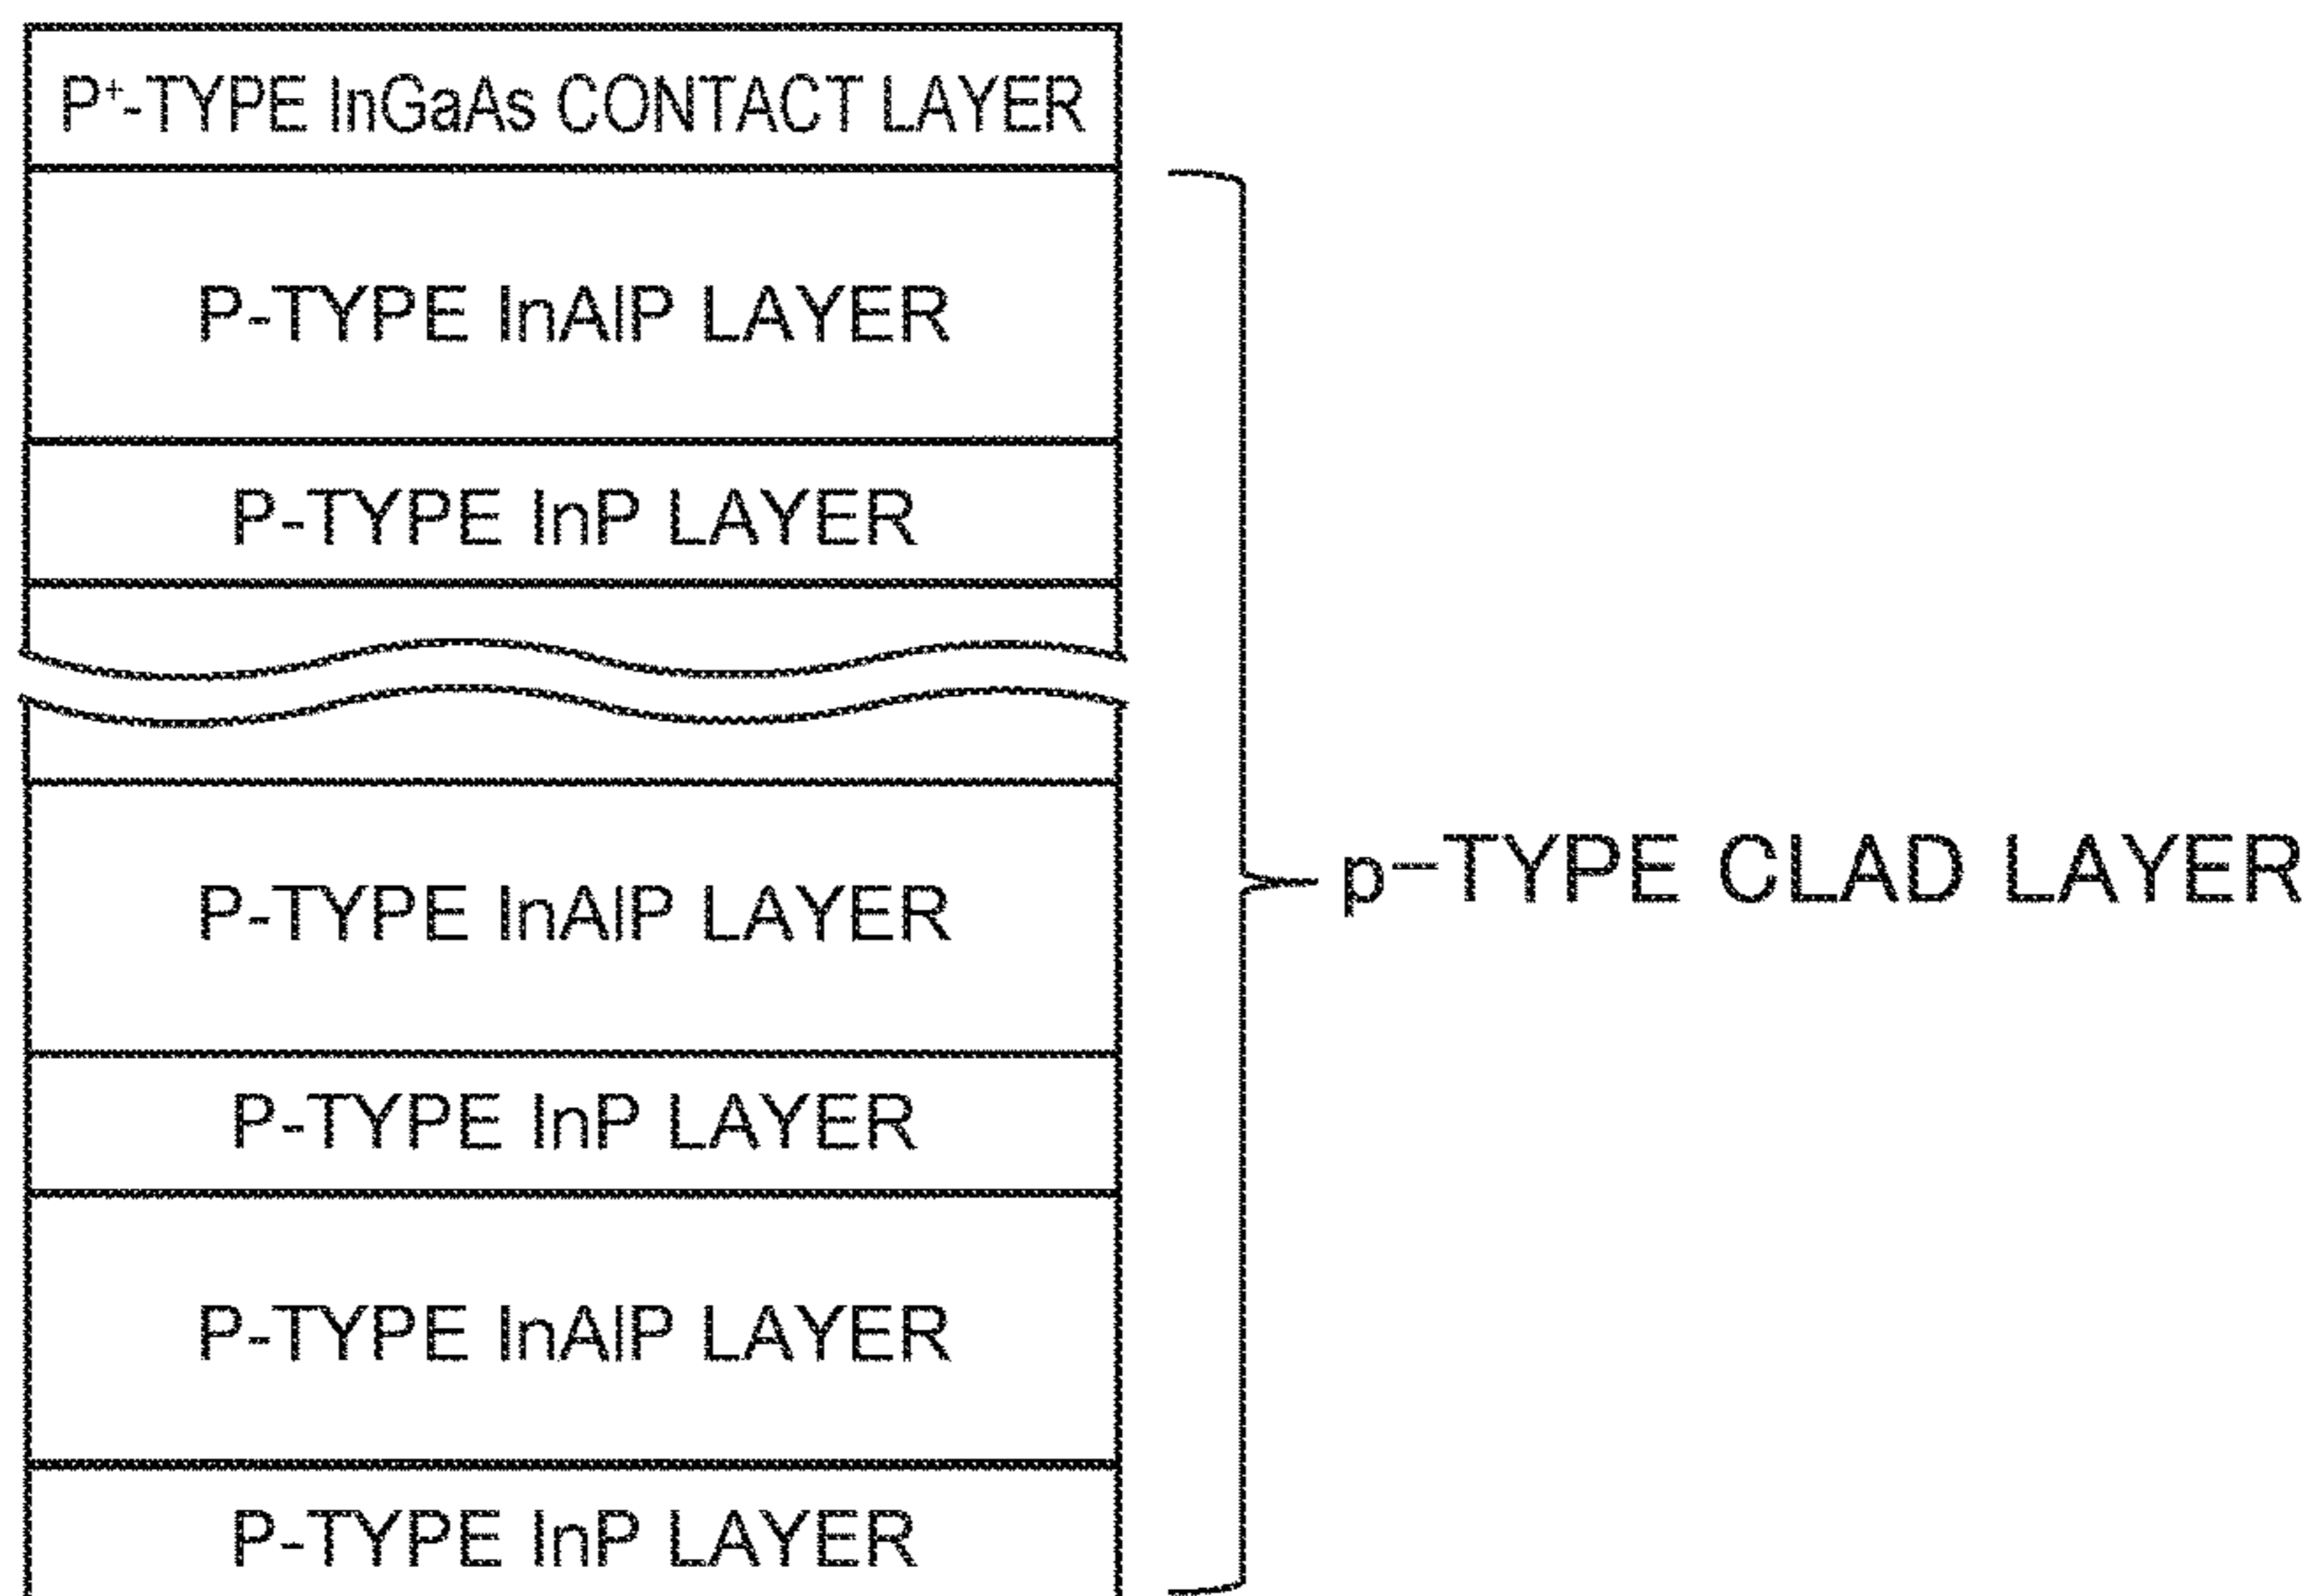 P⁺-TYPE InGaAs CONTACT LAYER
P-TYPE InAlP LAYER
P-TYPE InP LAYER
P-TYPE InAlP LAYER
p-TYPE CLAD LAYER
P-TYPE InP LAYER
P-TYPE InAlP LAYER
P-TYPE InP LAYER